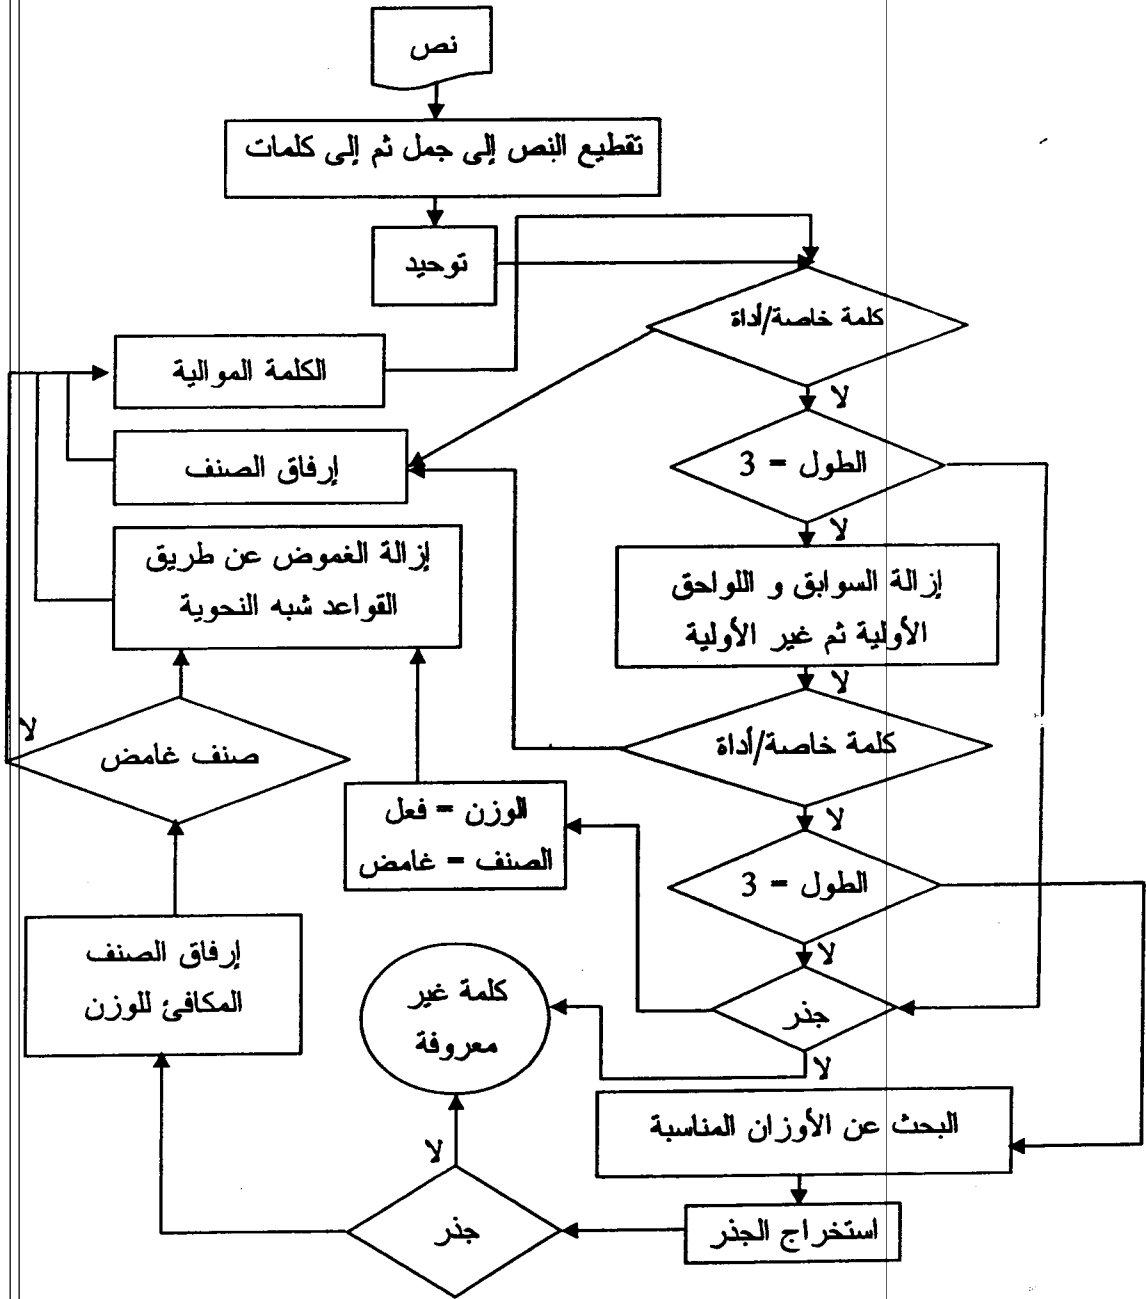 نص
تقطيع النص إلى جمل ثم إلى كلمات
توحيد
كلمة خاصة/أداة
لا
الكلمة الموالية
الطول = 3
لا
إرفاق الصنف
إزالة السوابق و اللواحق
الأولية ثم غير الأولية
لا
إزالة الغموض عن طريق
القواعد شبه النحوية
كلمة خاصة/أداة
لا
صنف غامض
لا
الوزن = فعل
الصنف = غامض
الطول = 3
لا
إرفاق الصنف
المكافئ للوزن
كلمة غير
معروفة
جذر
لا
البحث عن الأوزان المناسبة
لا
استخراج الجذر
جذر